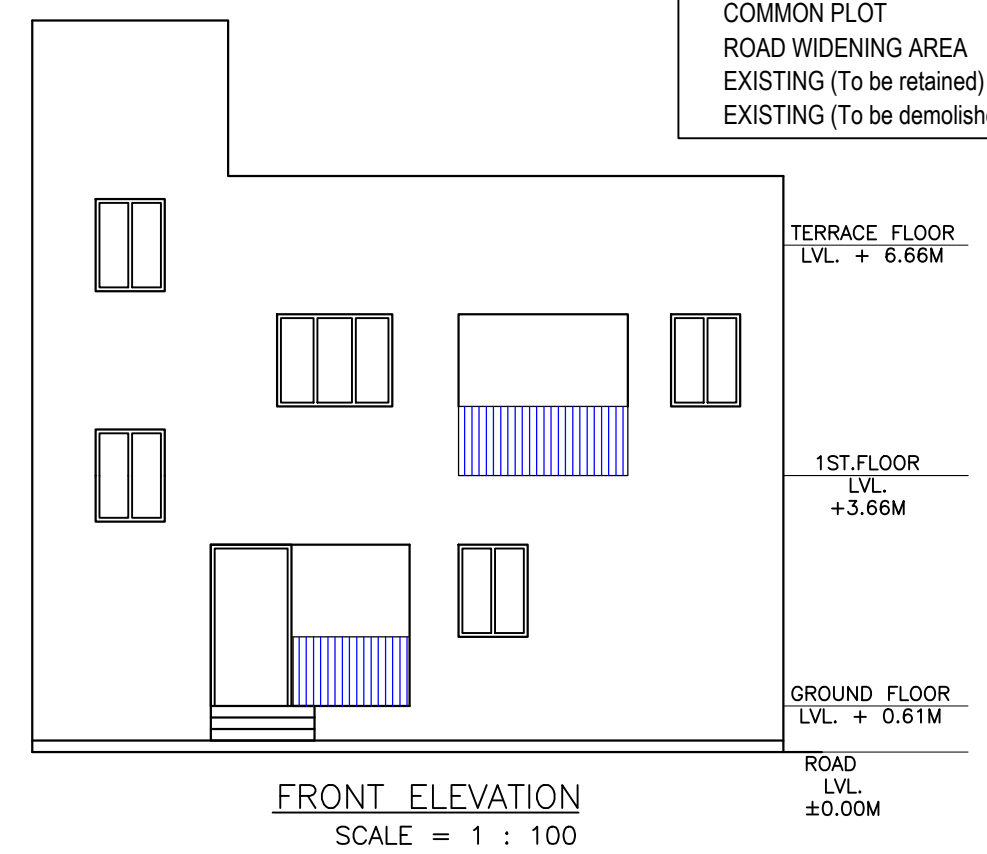 COMMON PLOT
ROAD WIDENING AREA
EXISTING (To be retained)
EXISTING (To be demolishe
TERRACE FLOOR
LVL. + 6.66M
1ST.FLOOR
LVL.
+3.66M
GROUND FLOOR
LVL. + 0.61M
ROAD
LVL.
±0.00M
FRONT ELEVATION
SCALE = 1 : 100